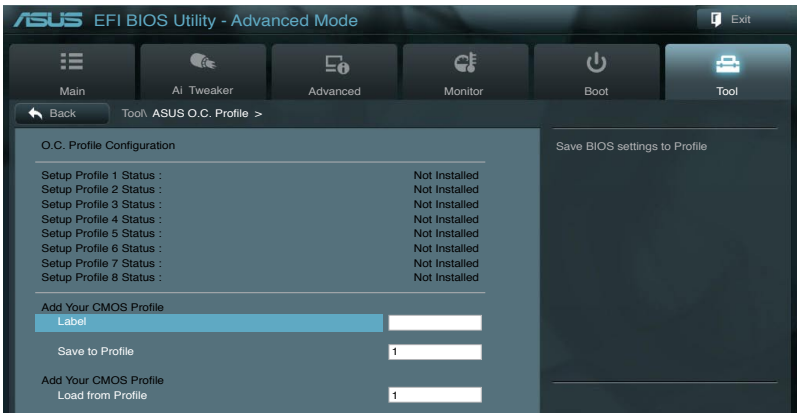 ASUS EFI BIOS Utility - Advanced Mode
Exit
Main
Ai Tweaker
Advanced
Monitor
Boot
Tool
Back
Tool\ ASUS O.C. Profile >
O.C. Profile Configuration
Setup Profile 1 Status : Not Installed
Setup Profile 2 Status : Not Installed
Setup Profile 3 Status : Not Installed
Setup Profile 4 Status : Not Installed
Setup Profile 5 Status : Not Installed
Setup Profile 6 Status : Not Installed
Setup Profile 7 Status : Not Installed
Setup Profile 8 Status : Not Installed
Add Your CMOS Profile
Label
Save to Profile 1
Add Your CMOS Profile
Load from Profile 1
Save BIOS settings to Profile